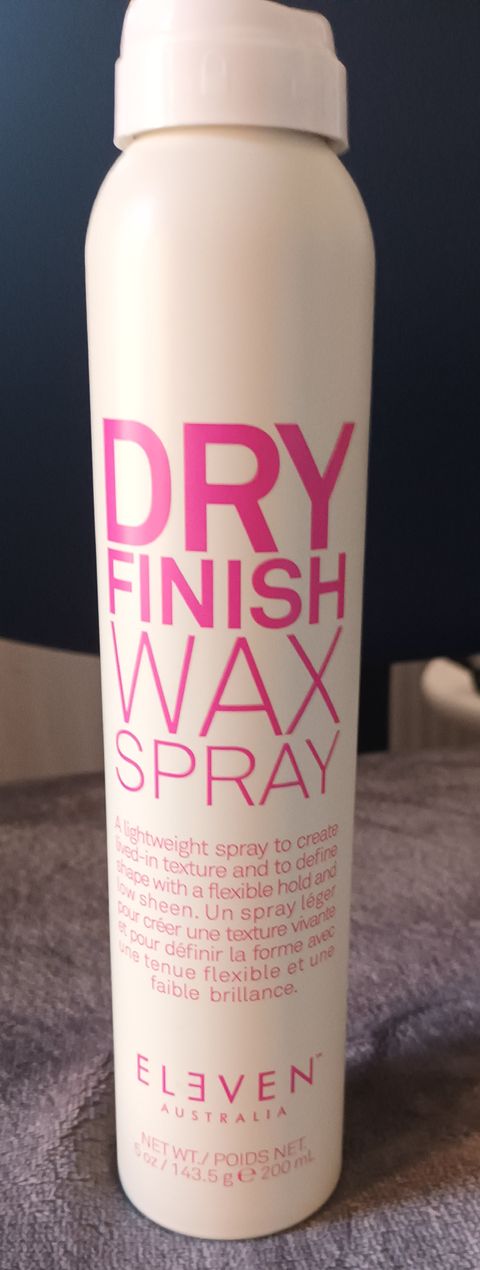 DRY
FINISH
WAX
SPRAY
A lightweight spray to create
lived-in texture and to define
shape with a flexible hold and
low sheen. Un spray léger
pour créer une texture vivante
et pour définir la forme avec
une tenue flexible et une
faible brillance.
ELEVEN™
AUSTRALIA
NET WT./ POIDS NET.
5 oz / 143.5 g ℮ 200 mL